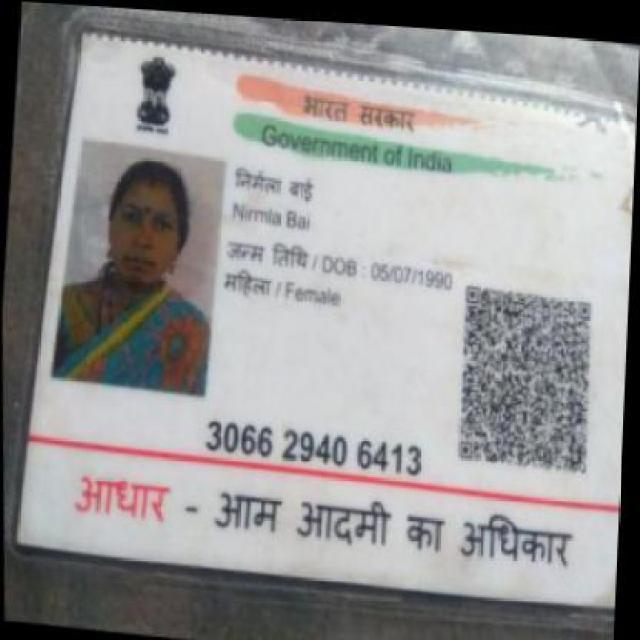 भारत सरकार
Government of India
निर्मला बाई
Nirmla Bai
जन्म तिथि / DOB : 05/07/1990
महिला / Female
3066 2940 6413
आधार - आम आदमी का अधिकार